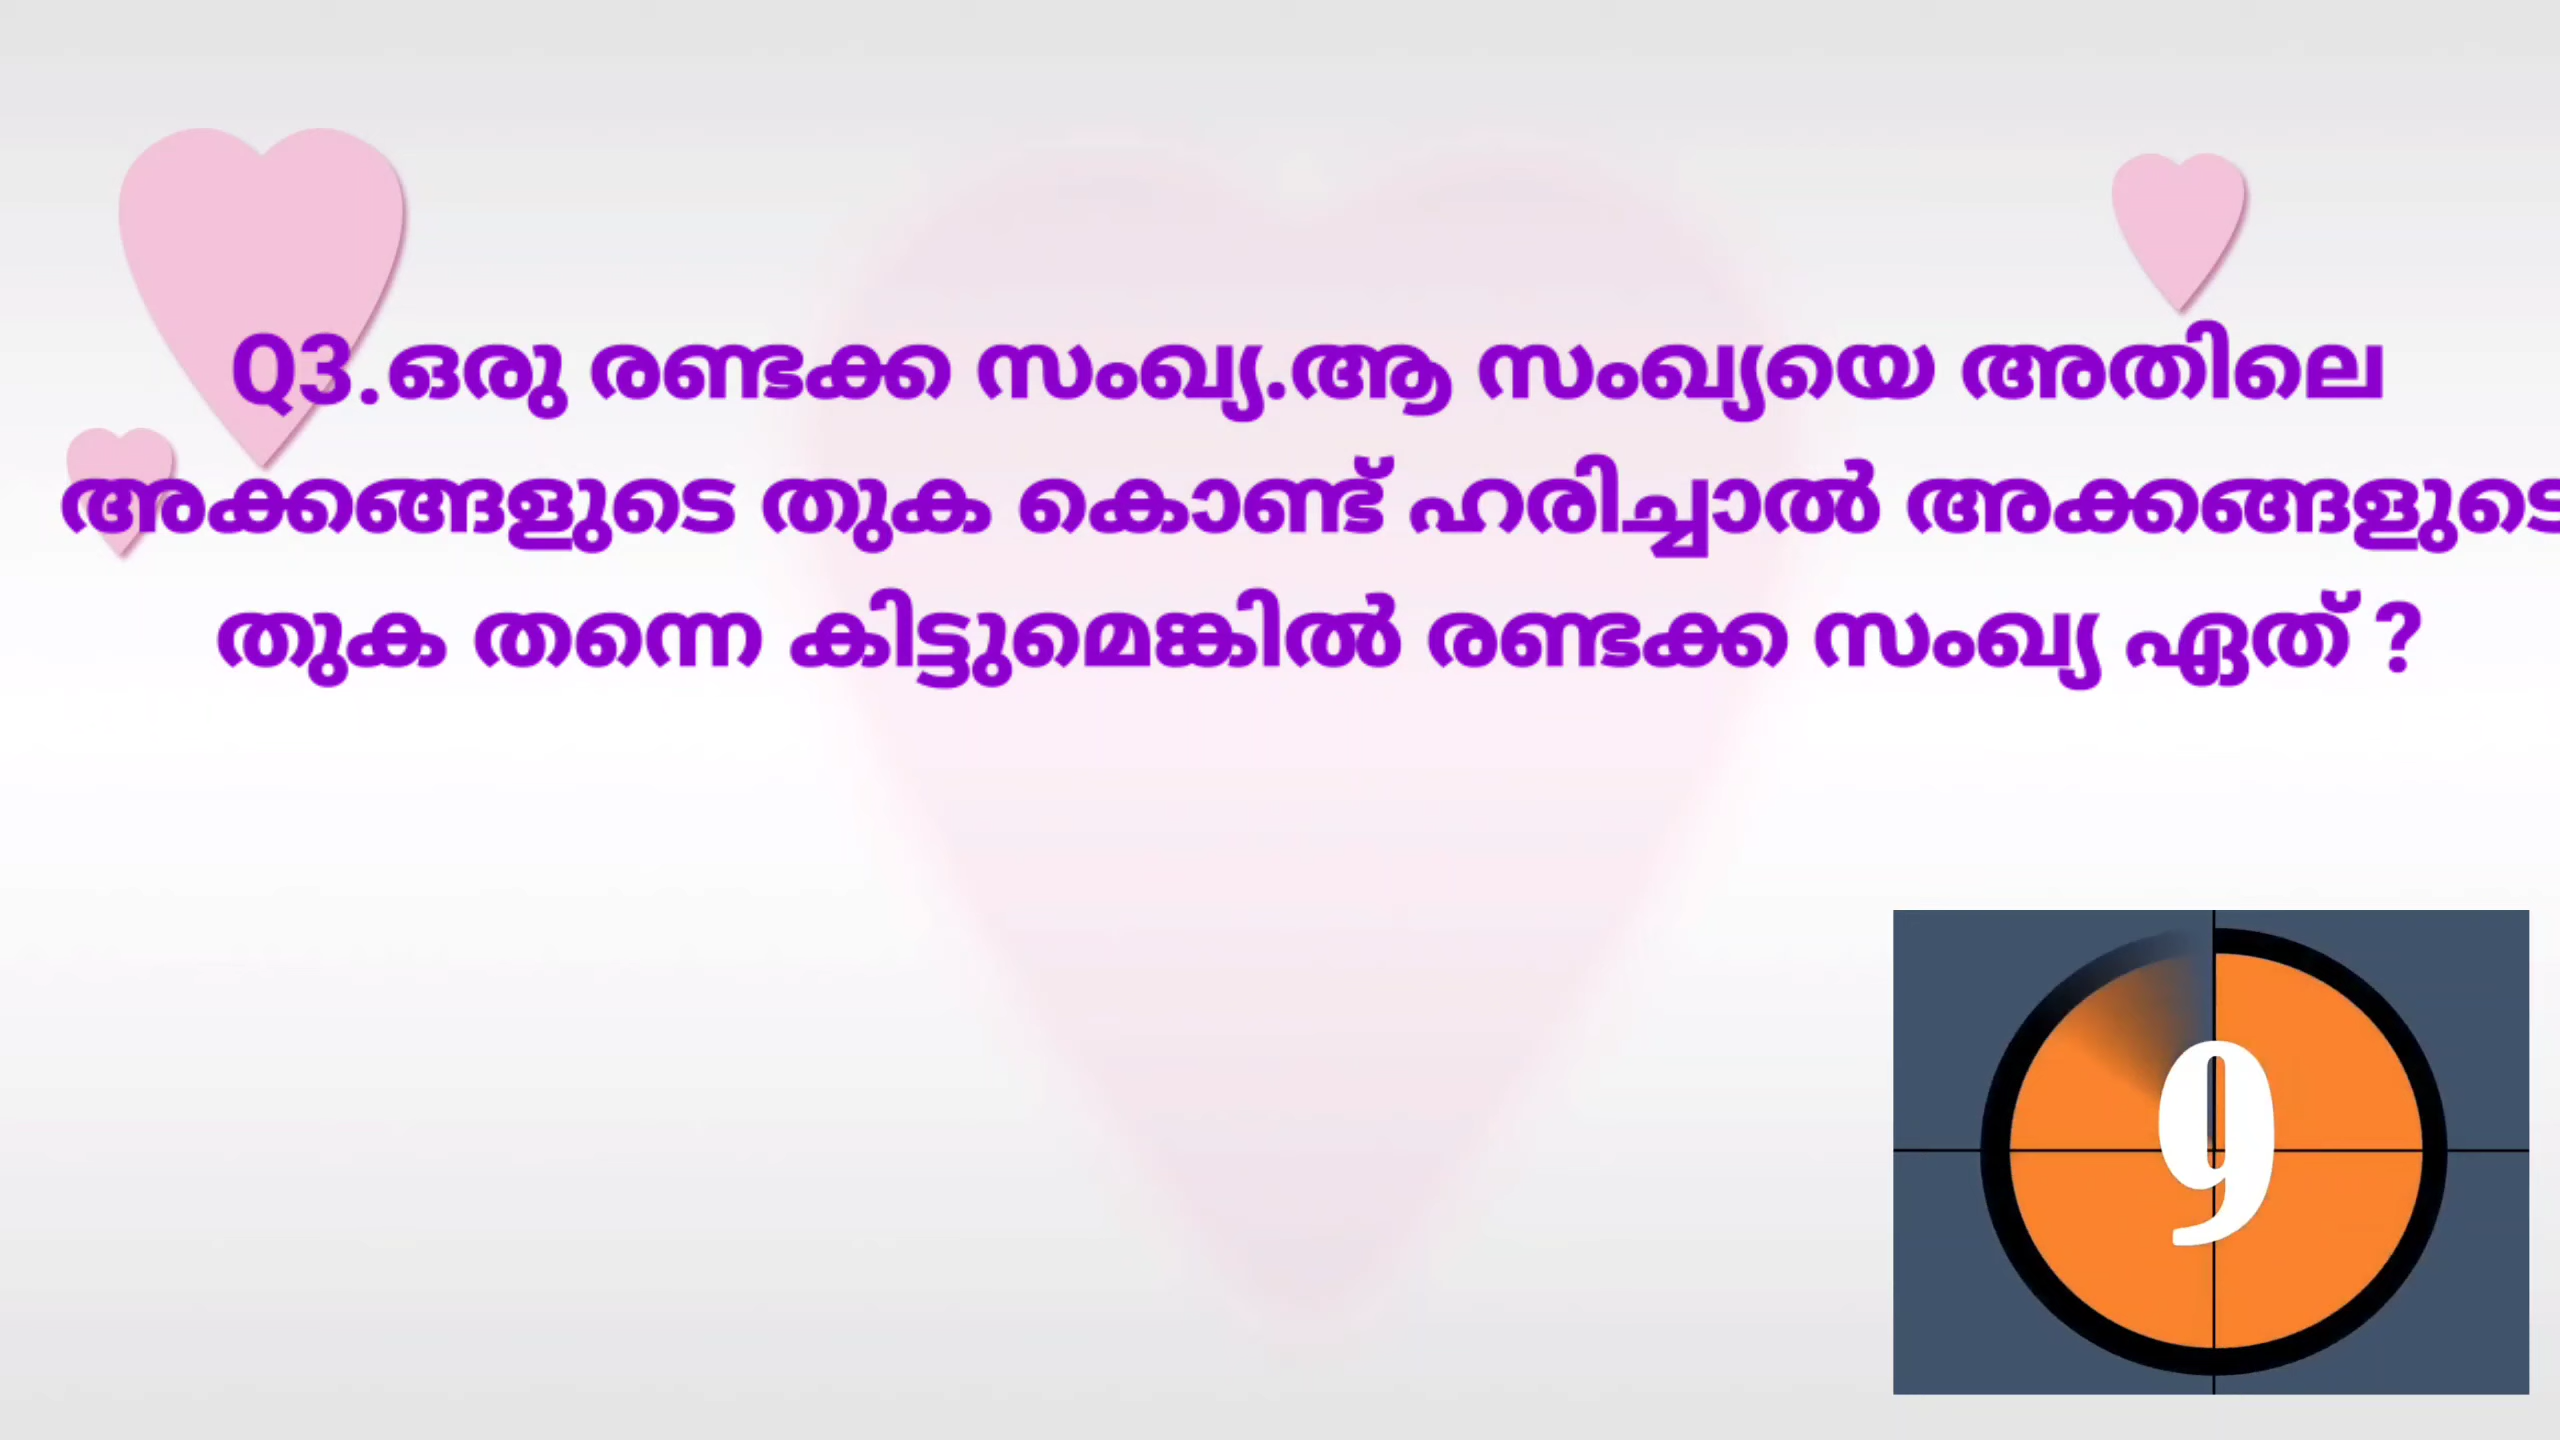 Q3.ഒരു രണ്ടക്ക സംഖ്യ.ആ സംഖ്യയെ അതിലെ
അക്കങ്ങളുടെ തുക കൊണ്ട് ഹരിച്ചാൽ അക്കങ്ങളുടെ
തുക തന്നെ കിട്ടുമെങ്കിൽ രണ്ടക്ക സംഖ്യ ഏത് ?
9